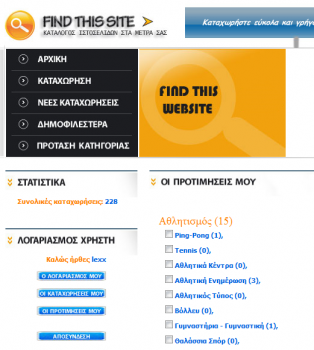 FIND THIS SITE
ΚΑΤΑΛΟΓΟΣ ΙΣΤΟΣΕΛΙΔΩΝ ΣΤΑ ΜΕΤΡΑ ΣΑΣ
Καταχωρήστε εύκολα και γρήγ
ΑΡΧΙΚΗ
ΚΑΤΑΧΩΡΗΣΗ
ΝΕΕΣ ΚΑΤΑΧΩΡΗΣΕΙΣ
ΔΗΜΟΦΙΛΕΣΤΕΡΑ
ΠΡΟΤΑΣΗ ΚΑΤΗΓΟΡΙΑΣ
FIND THIS
WEBSITE
ΣΤΑΤΙΣΤΙΚΑ
Συνολικές καταχωρήσεις: 228
ΛΟΓΑΡΙΑΣΜΟΣ ΧΡΗΣΤΗ
Καλώς ήρθες lexx
Ο ΛΟΓΑΡΙΑΣΜΟΣ ΜΟΥ
ΟΙ ΚΑΤΑΧΩΡΗΣΕΙΣ ΜΟΥ
ΟΙ ΠΡΟΤΙΜΗΣΕΙΣ ΜΟΥ
ΑΠΟΣΥΝΔΕΣΗ
ΟΙ ΠΡΟΤΙΜΗΣΕΙΣ ΜΟΥ
Αθλητισμός (15)
Ping-Pong (1),
Tennis (0),
Αθλητικά Κέντρα (0),
Αθλητική Ενημέρωση (3),
Αθλητικός Τύπος (0),
Βόλλευ (0),
Γυμναστήριο - Γυμναστική (1),
Θαλάσσια Σπόρ (0),